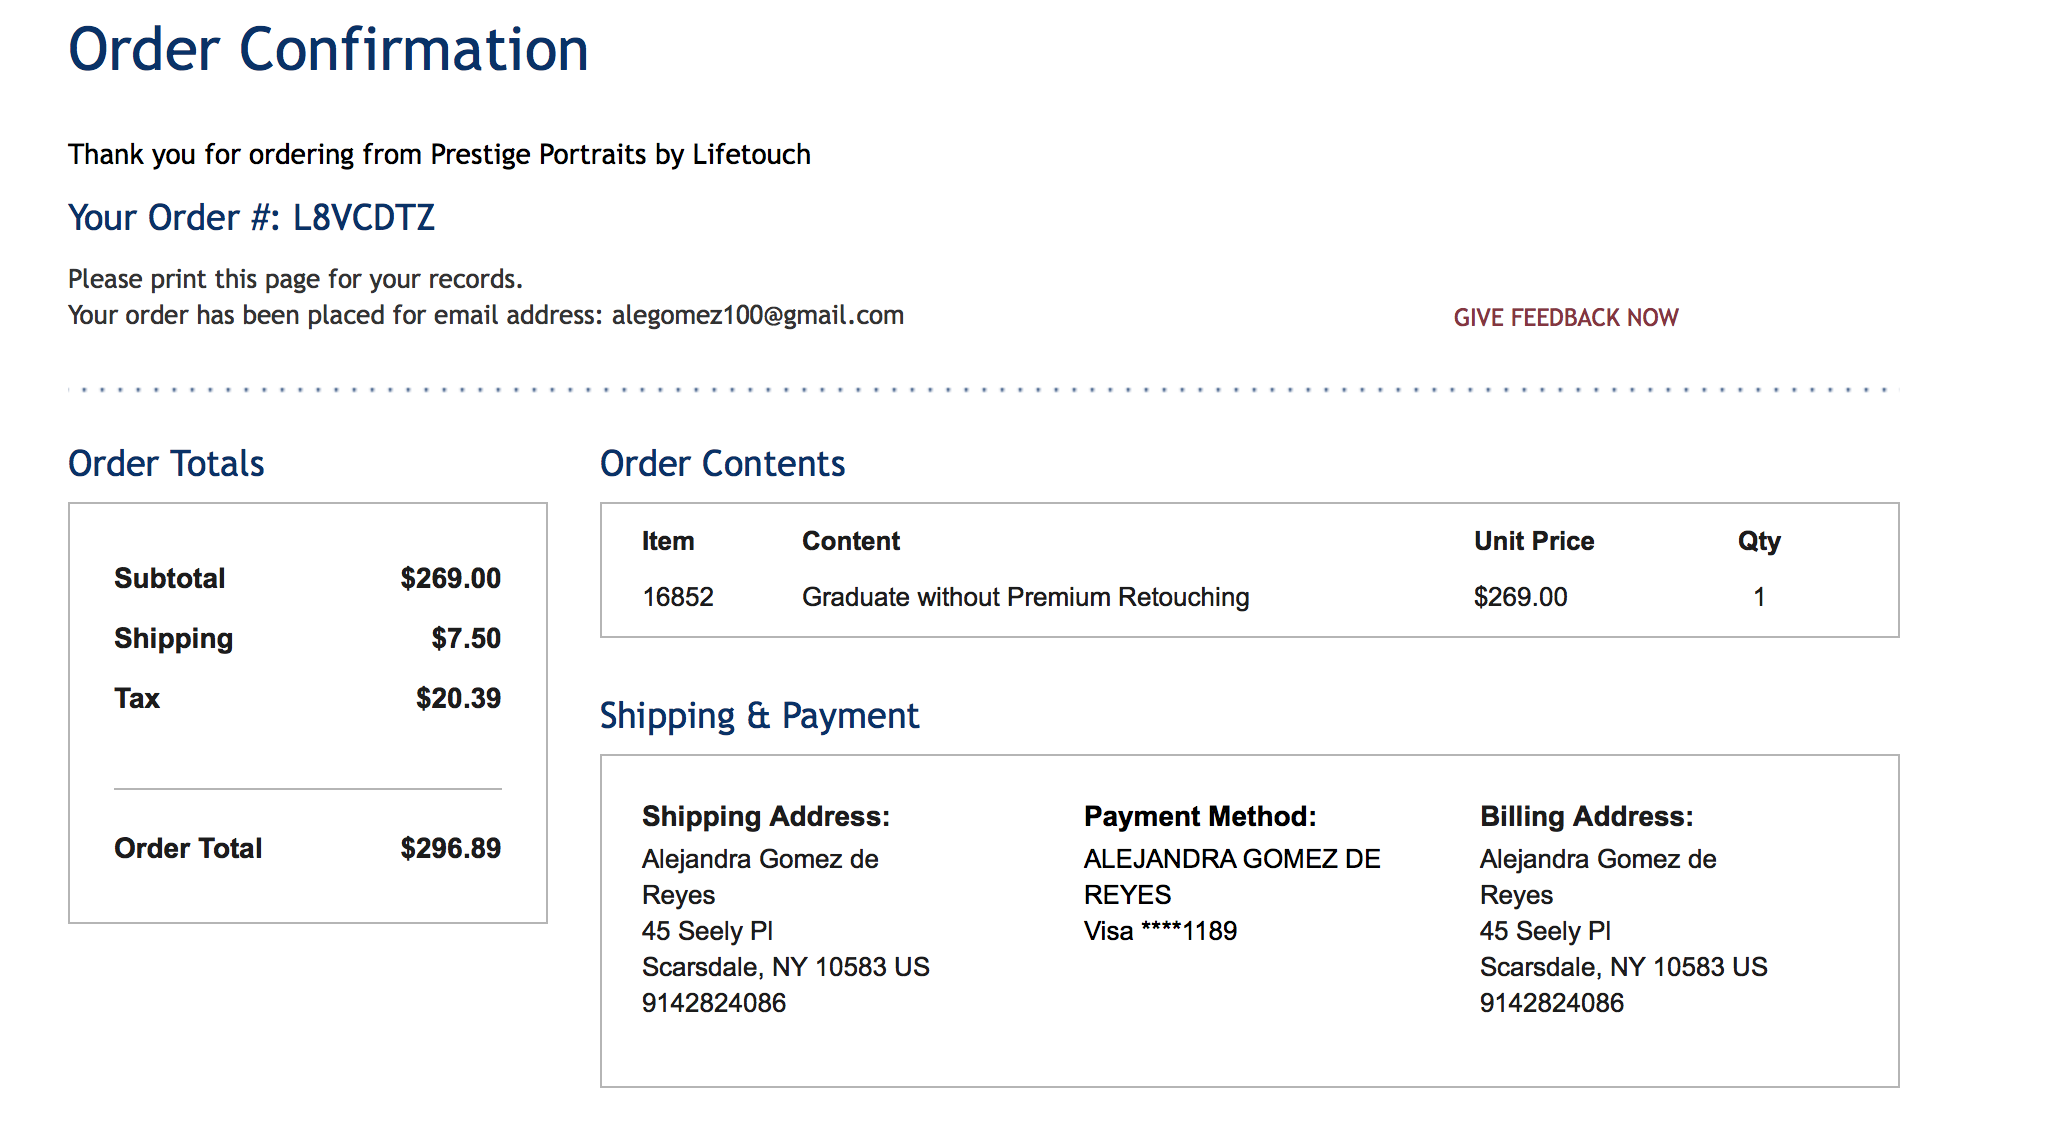 Order Confirmation
Thank you for ordering from Prestige Portraits by Lifetouch
Your Order #: L8VCDTZ
Please print this page for your records.
Your order has been placed for email address: alegomez100@gmail.com
GIVE FEEDBACK NOW
Order Totals
Subtotal $269.00
Shipping $7.50
Tax $20.39
Order Total $296.89
Order Contents
Item Content Unit Price Qty
16852 Graduate without Premium Retouching $269.00 1
Shipping & Payment
Shipping Address:
Alejandra Gomez de
Reyes
45 Seely Pl
Scarsdale, NY 10583 US
9142824086
Payment Method:
ALEJANDRA GOMEZ DE
REYES
Visa ****1189
Billing Address:
Alejandra Gomez de
Reyes
45 Seely Pl
Scarsdale, NY 10583 US
9142824086